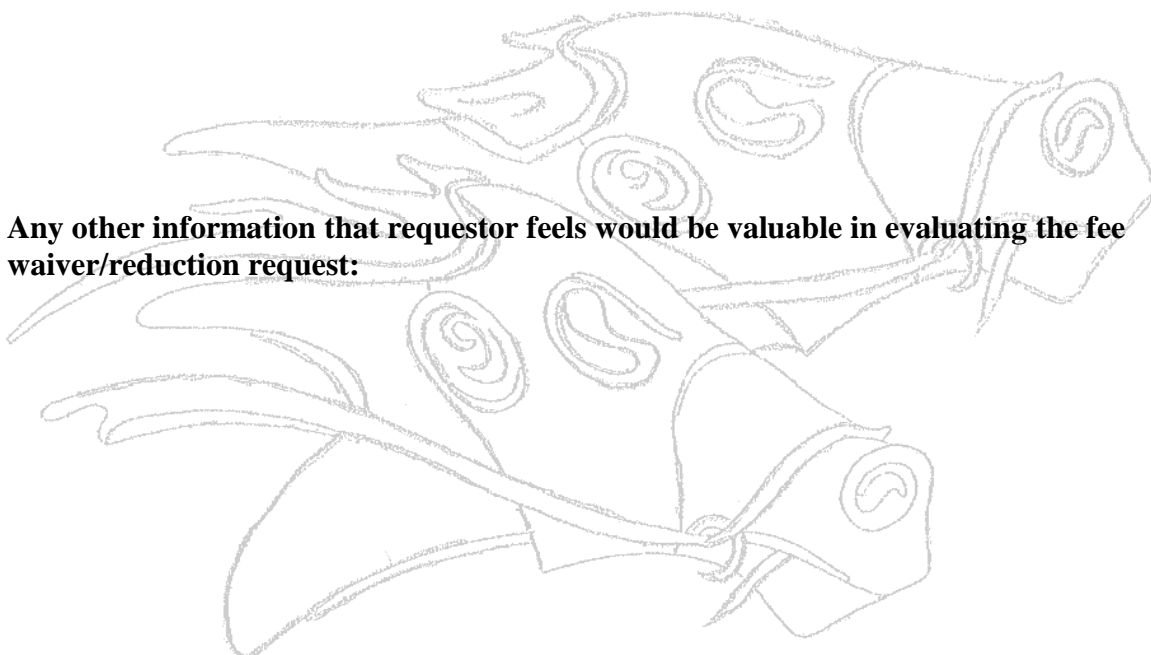 Any other information that requestor feels would be valuable in evaluating the fee
waiver/reduction request: